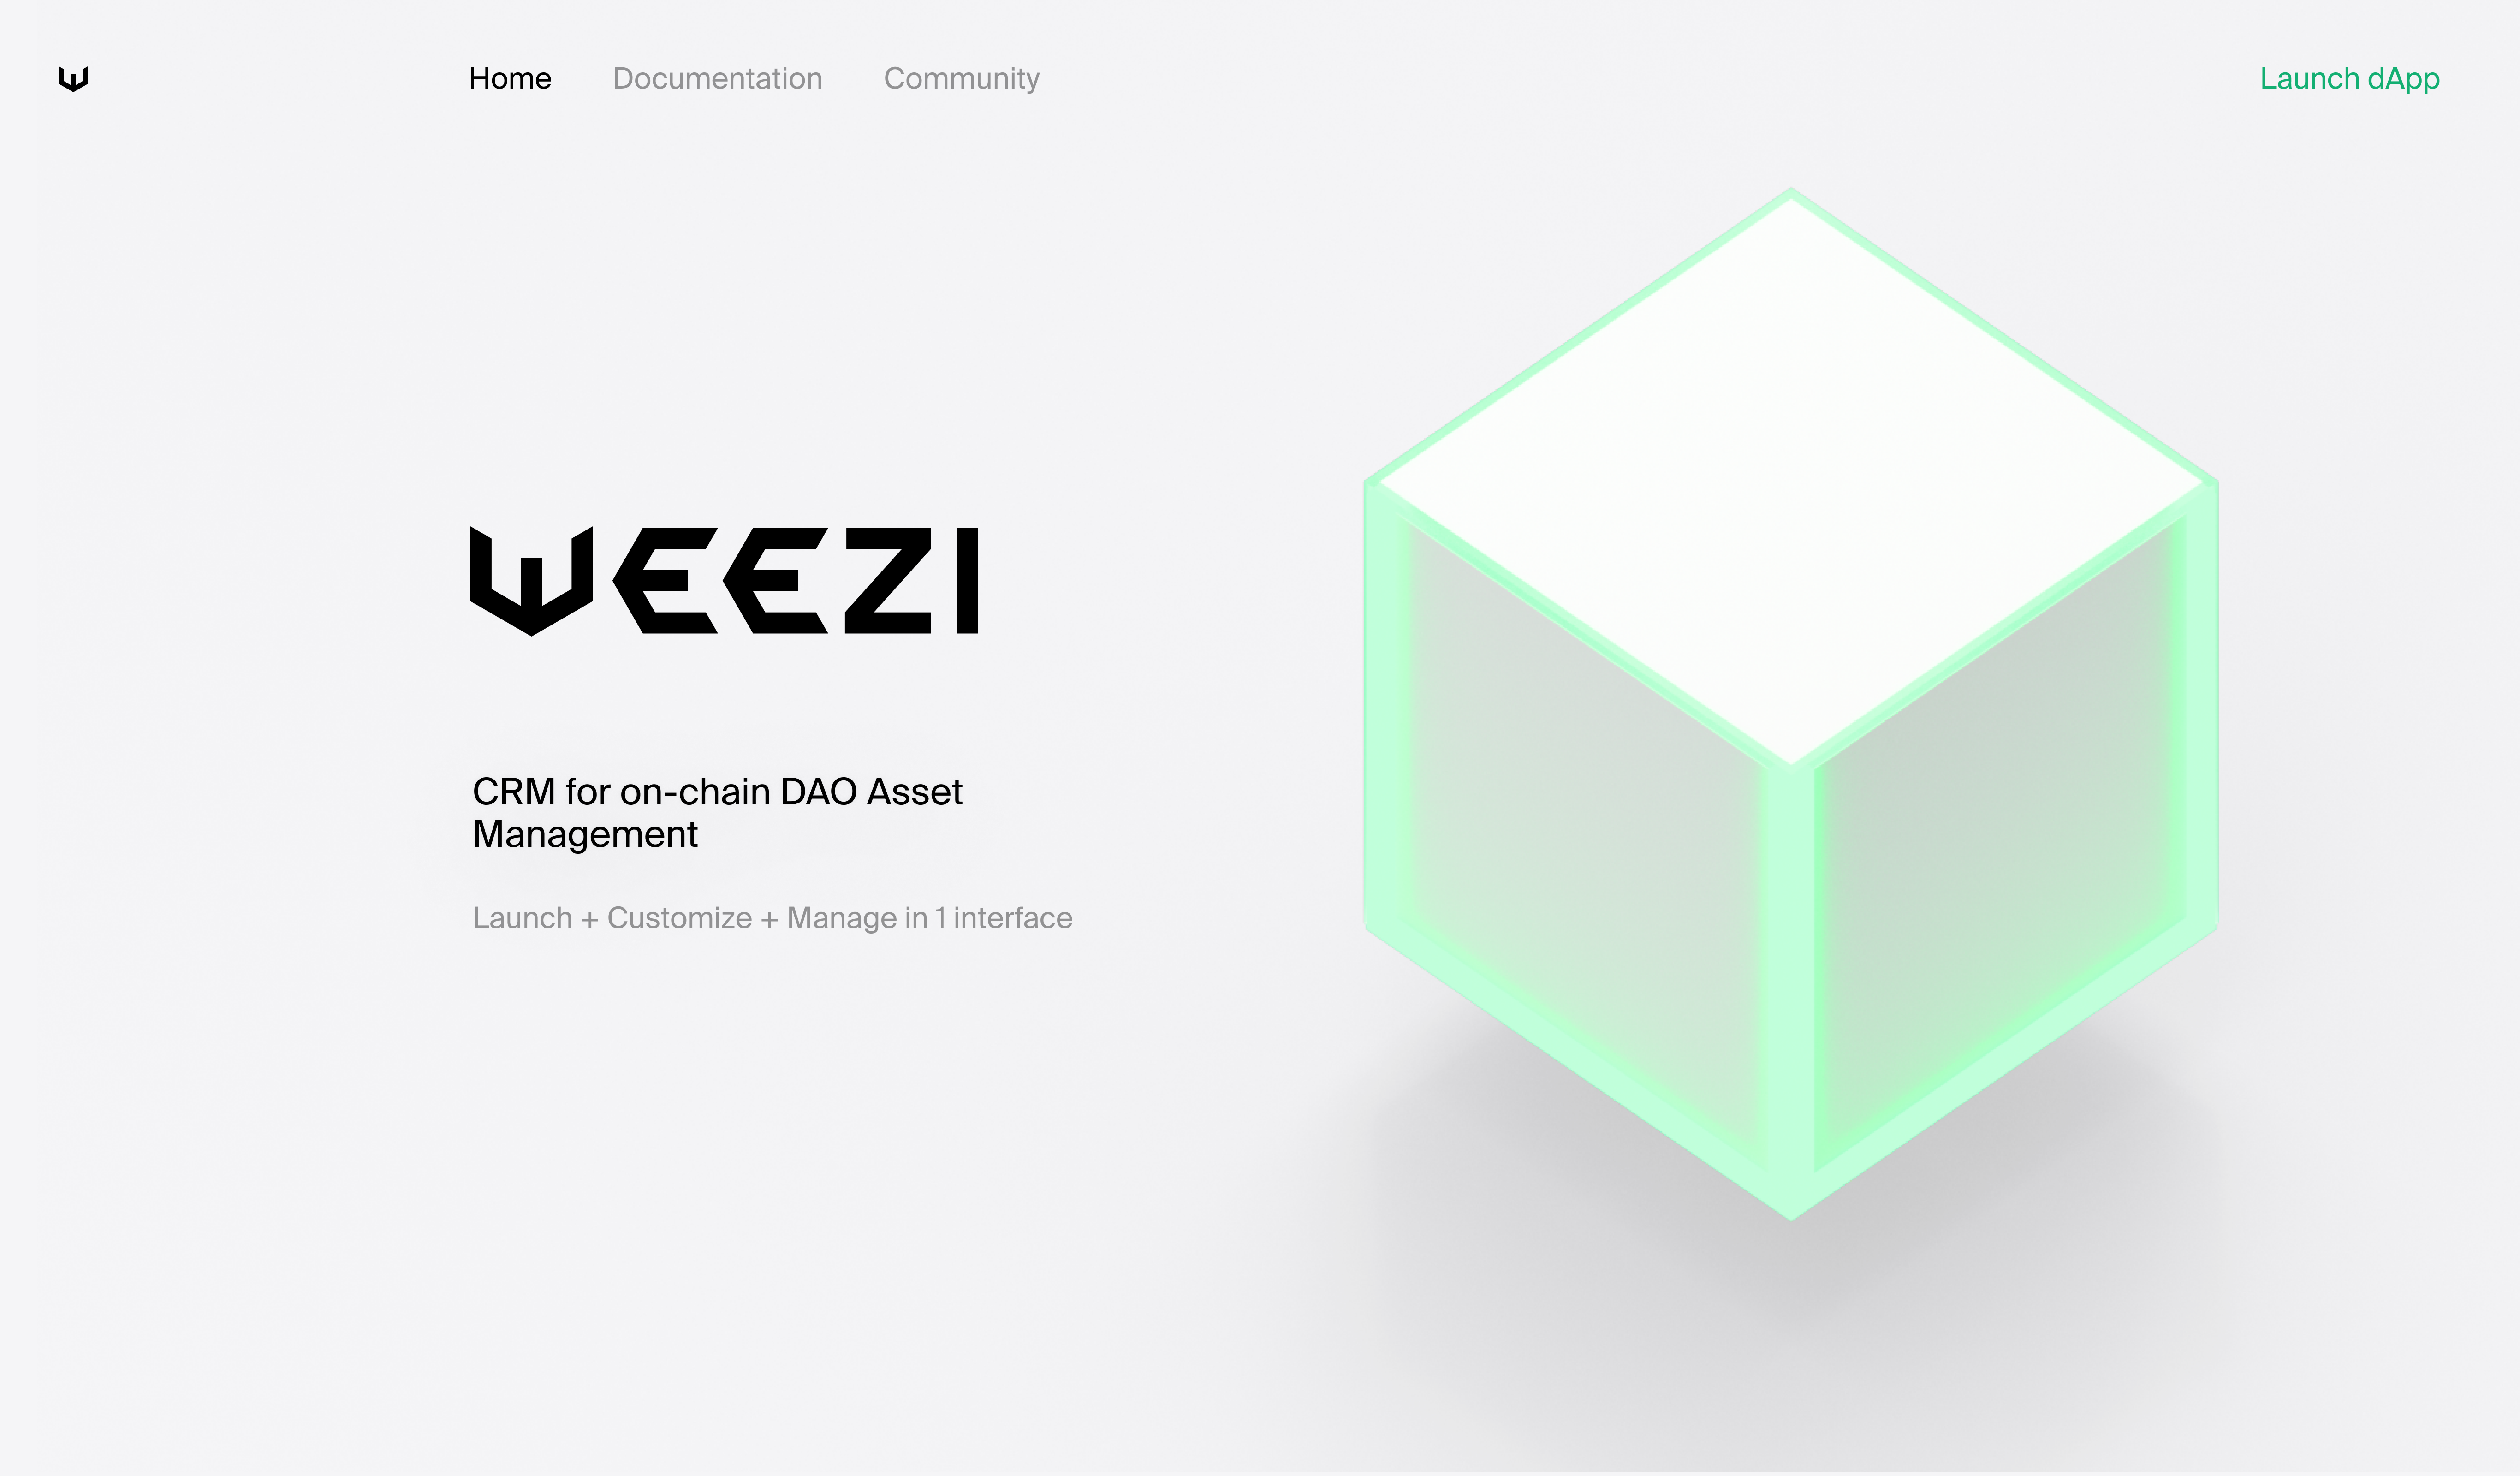 Home
Documentation
Community
Launch dApp
WEEZI
CRM for on-chain DAO Asset
Management
Launch + Customize + Manage in 1 interface